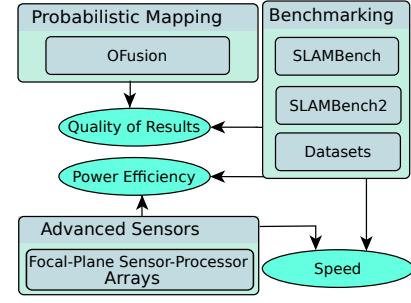 Probabilistic Mapping
OFusion
Benchmarking
SLAMBench
SLAMBench2
Datasets
Quality of Results
Power Efficiency
Advanced Sensors
Focal-Plane Sensor-Processor
Arrays
Speed